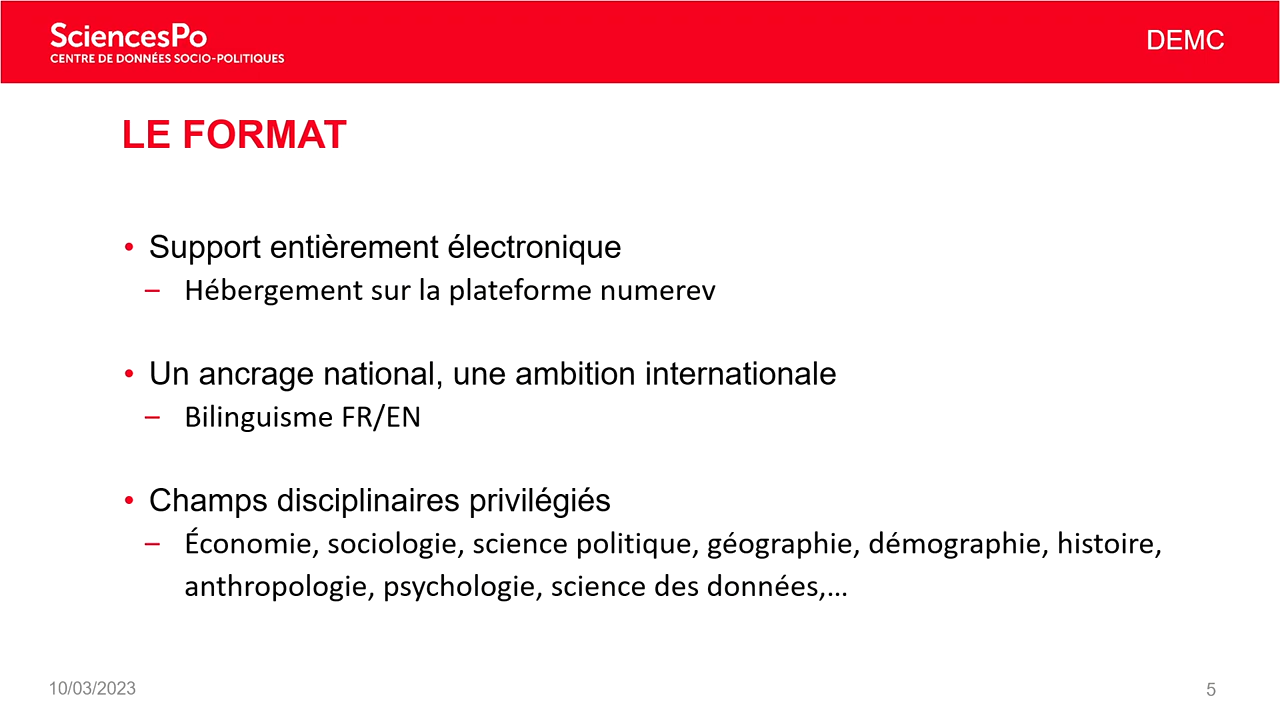 SciencesPo
CENTRE DE DONNÉES SOCIO-POLITIQUES
DEMC
LE FORMAT
• Support entièrement électronique
– Hébergement sur la plateforme numerev
• Un ancrage national, une ambition internationale
– Bilinguisme FR/EN
• Champs disciplinaires privilégiés
– Économie, sociologie, science politique, géographie, démographie, histoire,
anthropologie, psychologie, science des données,…
10/03/2023
5